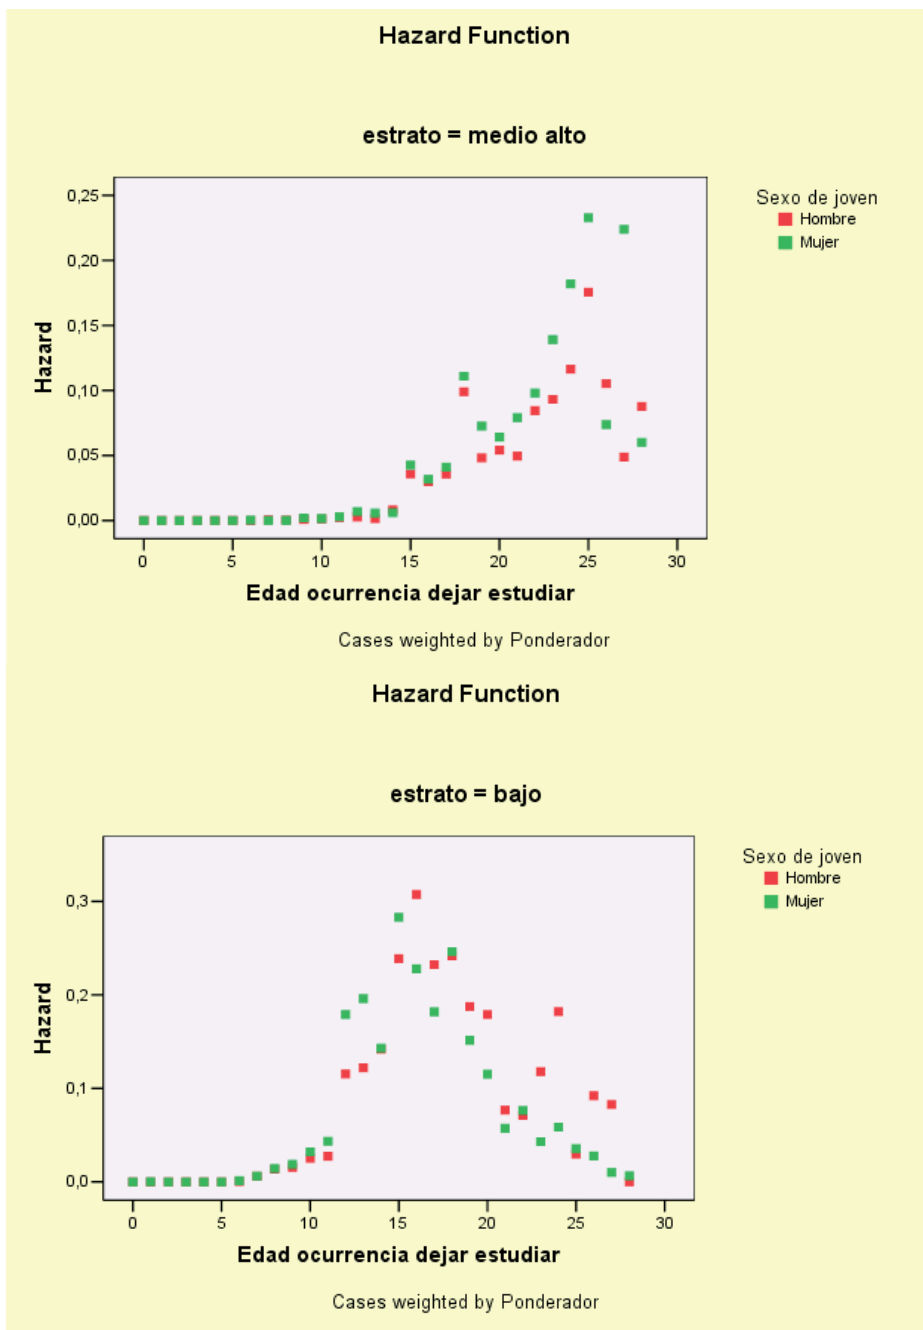 Hazard Function
estrato = medio alto
Sexo de joven
Hombre
Mujer
0,25
0,20
0,15
0,10
0,05
0,00
Hazard
0 5 10 15 20 25 30
Edad ocurrencia dejar estudiar
Cases weighted by Ponderador
Hazard Function
estrato = bajo
Sexo de joven
Hombre
Mujer
0,3
0,2
0,1
0,0
Hazard
0 5 10 15 20 25 30
Edad ocurrencia dejar estudiar
Cases weighted by Ponderador